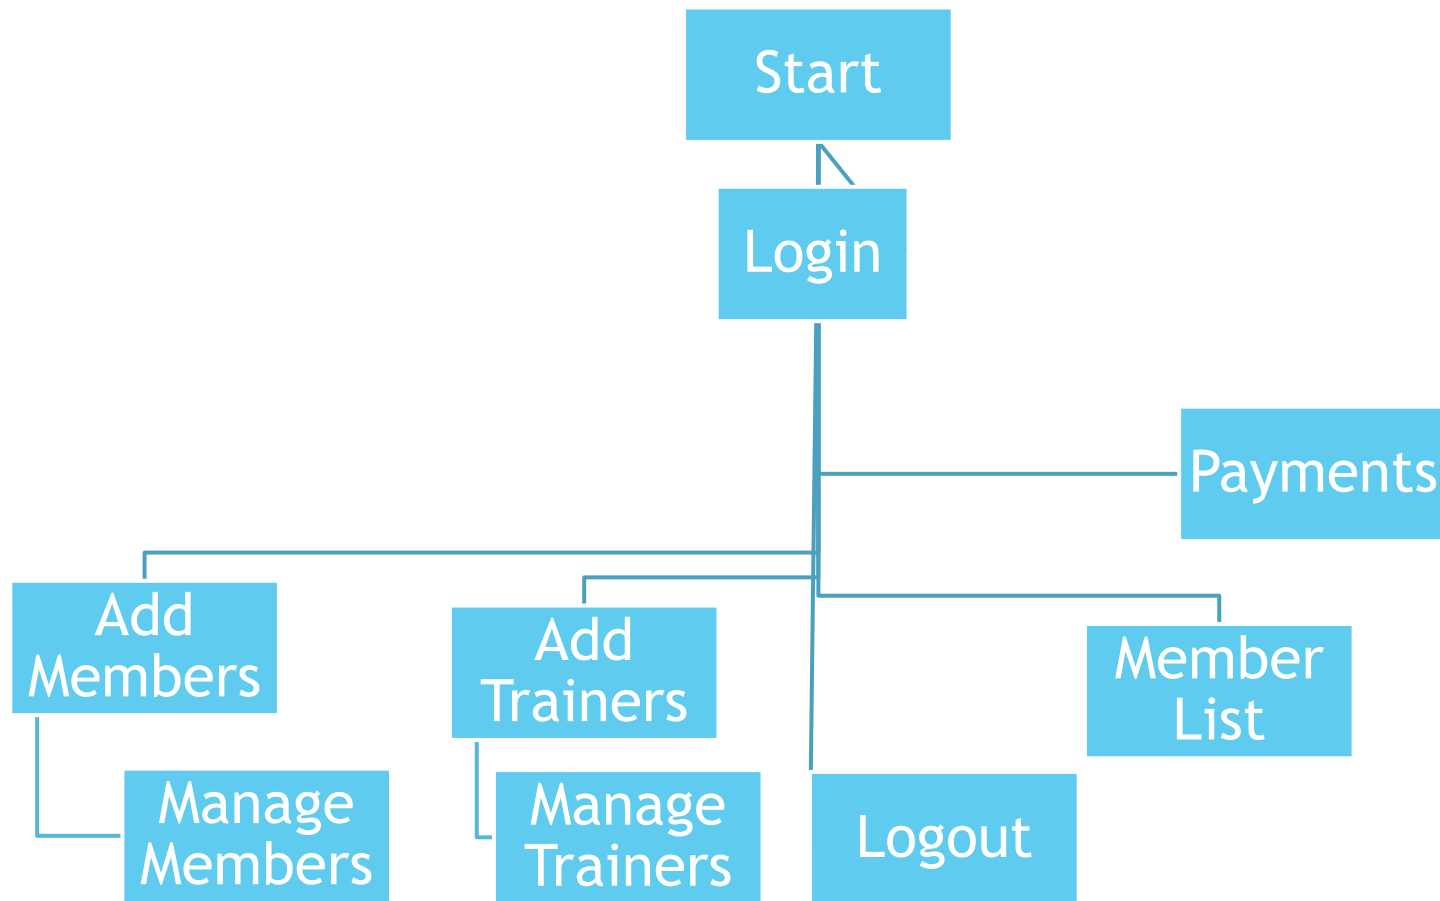 Start
Login
Payments
Add
Members
Add
Trainers
Member
List
Manage
Members
Manage
Trainers
Logout